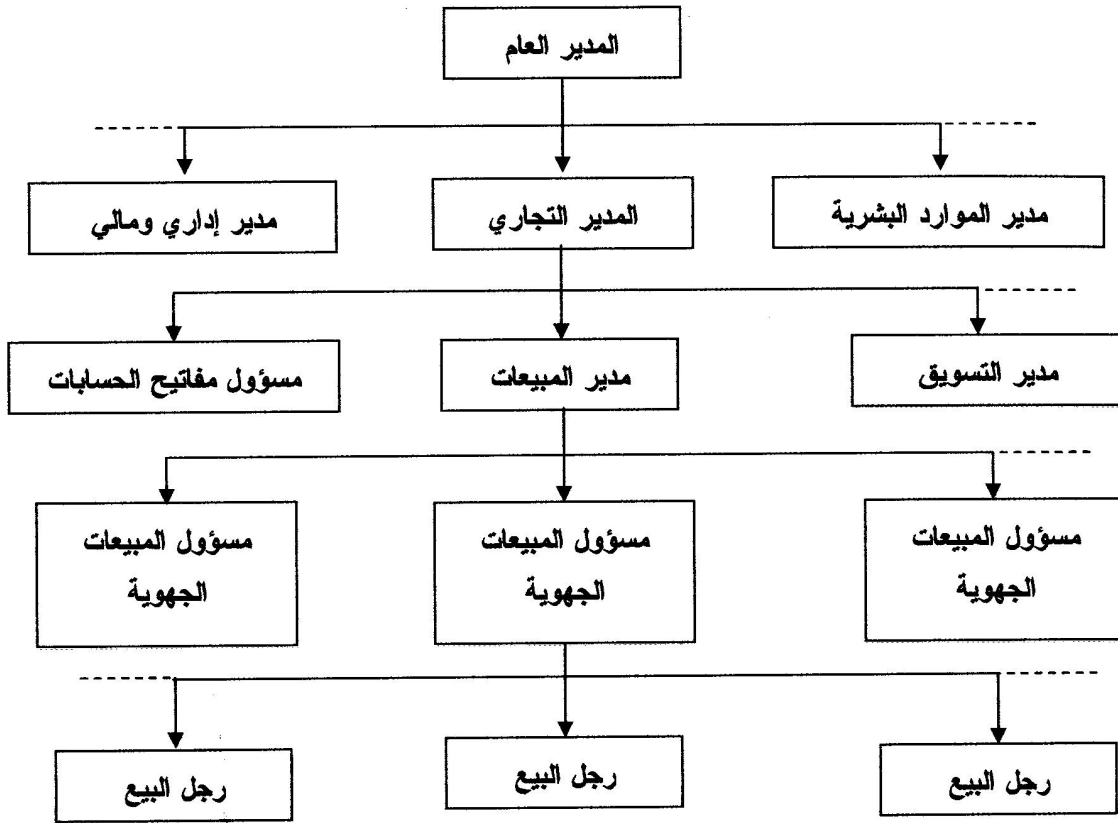 المدير العام
مدير الموارد البشرية
المدير التجاري
مدير إداري ومالي
مدير التسويق
مدير المبيعات
مسؤول مفاتيح الحسابات
مسؤول المبيعات
الجهوية
مسؤول المبيعات
الجهوية
مسؤول المبيعات
الجهوية
رجل البيع
رجل البيع
رجل البيع